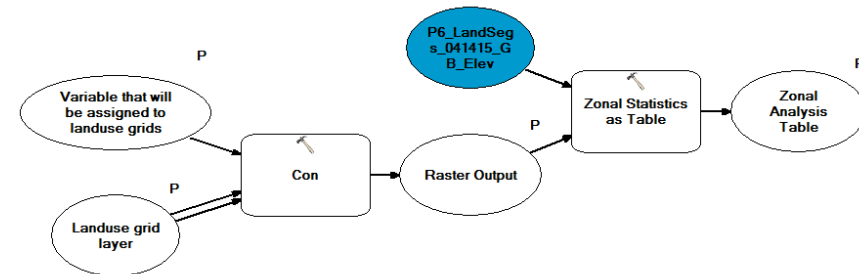 P
Variable that will
be assigned to
landuse grids
P
Landuse grid
layer
Con
P
Raster Output
P6_LandSeg
s_041415_G
B_Elev
Zonal Statistics
as Table
Zonal
Analysis
Table